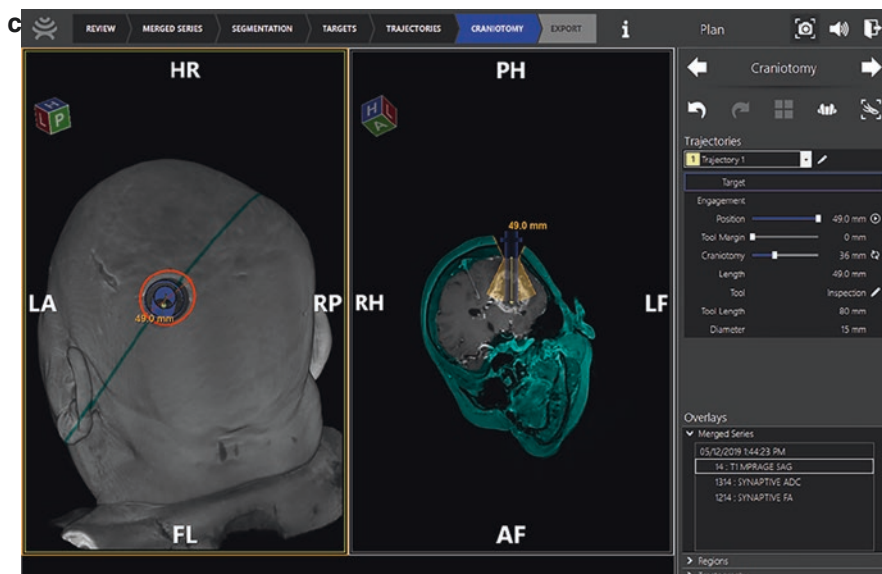 c
REVIEW MERGED SERIES SEGMENTATION TARGETS TRAJECTORIES CRANIOTOMY EXPORT i Plan
HR
H
L P
LA
RP
49.0 mm
FL
PH
H L
A
49.0 mm
RH
LF
AF
Craniotomy
Trajectories
1 Trajectory 1
Target
Engagement
Position 49.0 mm
Tool Margin 0 mm
Craniotomy 36 mm
Length 49.0 mm
Tool Inspection
Tool Length 80 mm
Diameter 15 mm
Overlays
Merged Series
05/12/2019 1:44:23 PM
14 : T1.MPRAGE SAG
1314 : SYNAPTIVE ADC
1214 : SYNAPTIVE FA
Regions